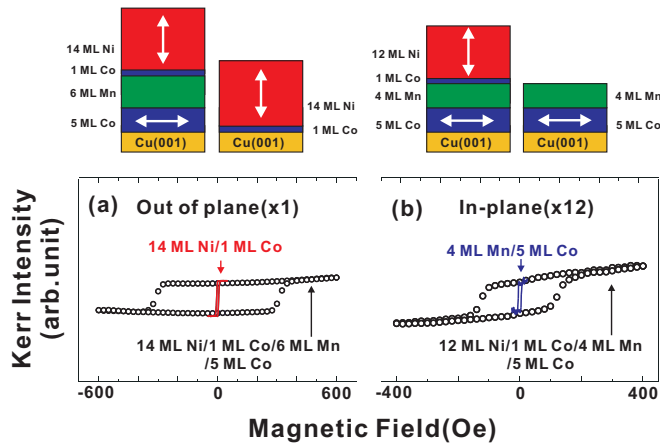 14 ML Ni
1 ML Co
6 ML Mn
5 ML Co
Cu(001)
14 ML Ni
1 ML Co
Cu(001)
12 ML Ni
1 ML Co
4 ML Mn
5 ML Co
Cu(001)
4 ML Mn
5 ML Co
Cu(001)
Kerr Intensity
(arb.unit)
(a) Out of plane(x1)
14 ML Ni/1 ML Co
14 ML Ni/1 ML Co/6 ML Mn
/5 ML Co
-600 0 600
(b) In-plane(x12)
4 ML Mn/5 ML Co
12 ML Ni/1 ML Co/4 ML Mn
/5 ML Co
-400 0 400
Magnetic Field(Oe)